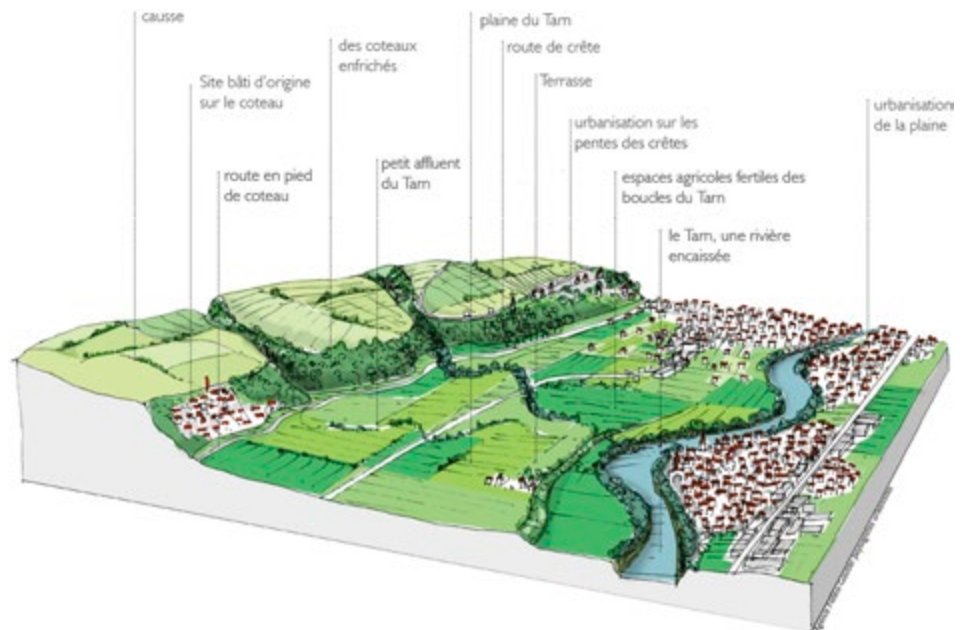 causse
plaine du Tarn
des coteaux
enfrichés
route de crête
Site bâti d'origine
sur le coteau
Terrasse
urbanisation
de la plaine
urbanisation sur les
pentes des crêtes
route en pied
de coteau
petit affluent
du Tarn
espaces agricoles fertiles des
boucles du Tarn
le Tarn, une rivière
encaissée